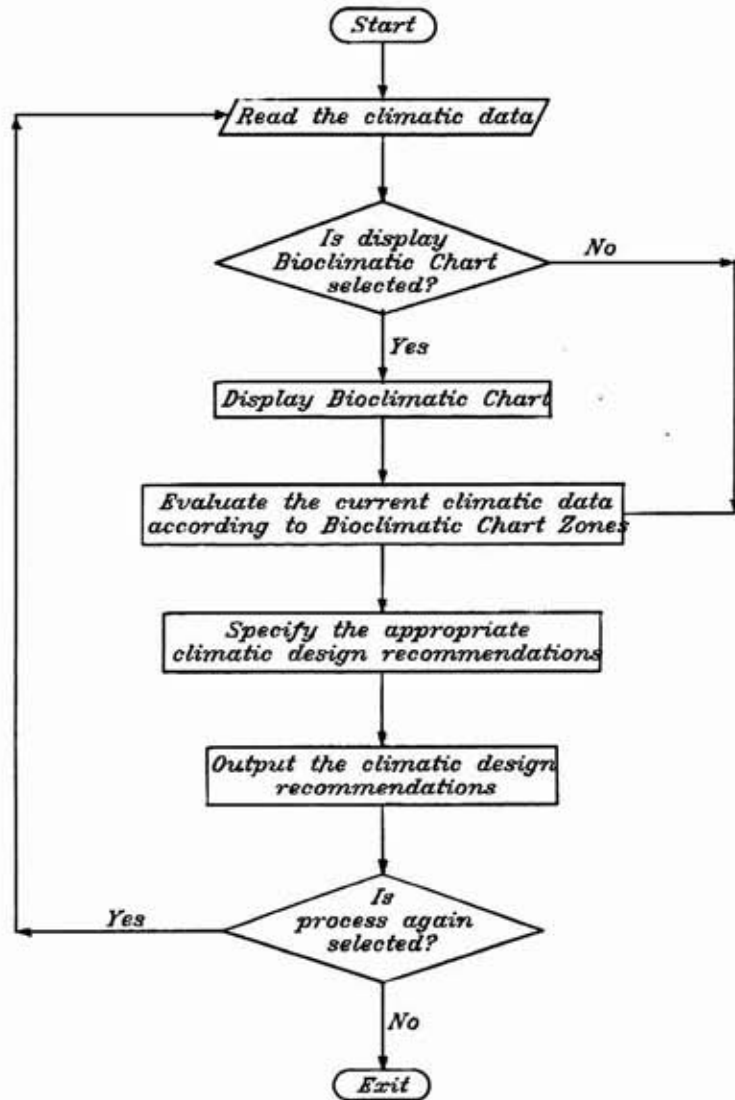 Start
Read the climatic data
Is display
Bioclimatic Chart
selected?
No
Yes
Display Bioclimatic Chart
Evaluate the current climatic data
according to Bioclimatic Chart Zones
Specify the appropriate
climatic design recommendations
Output the climatic design
recommendations
Is
process again
selected?
Yes
No
Exit